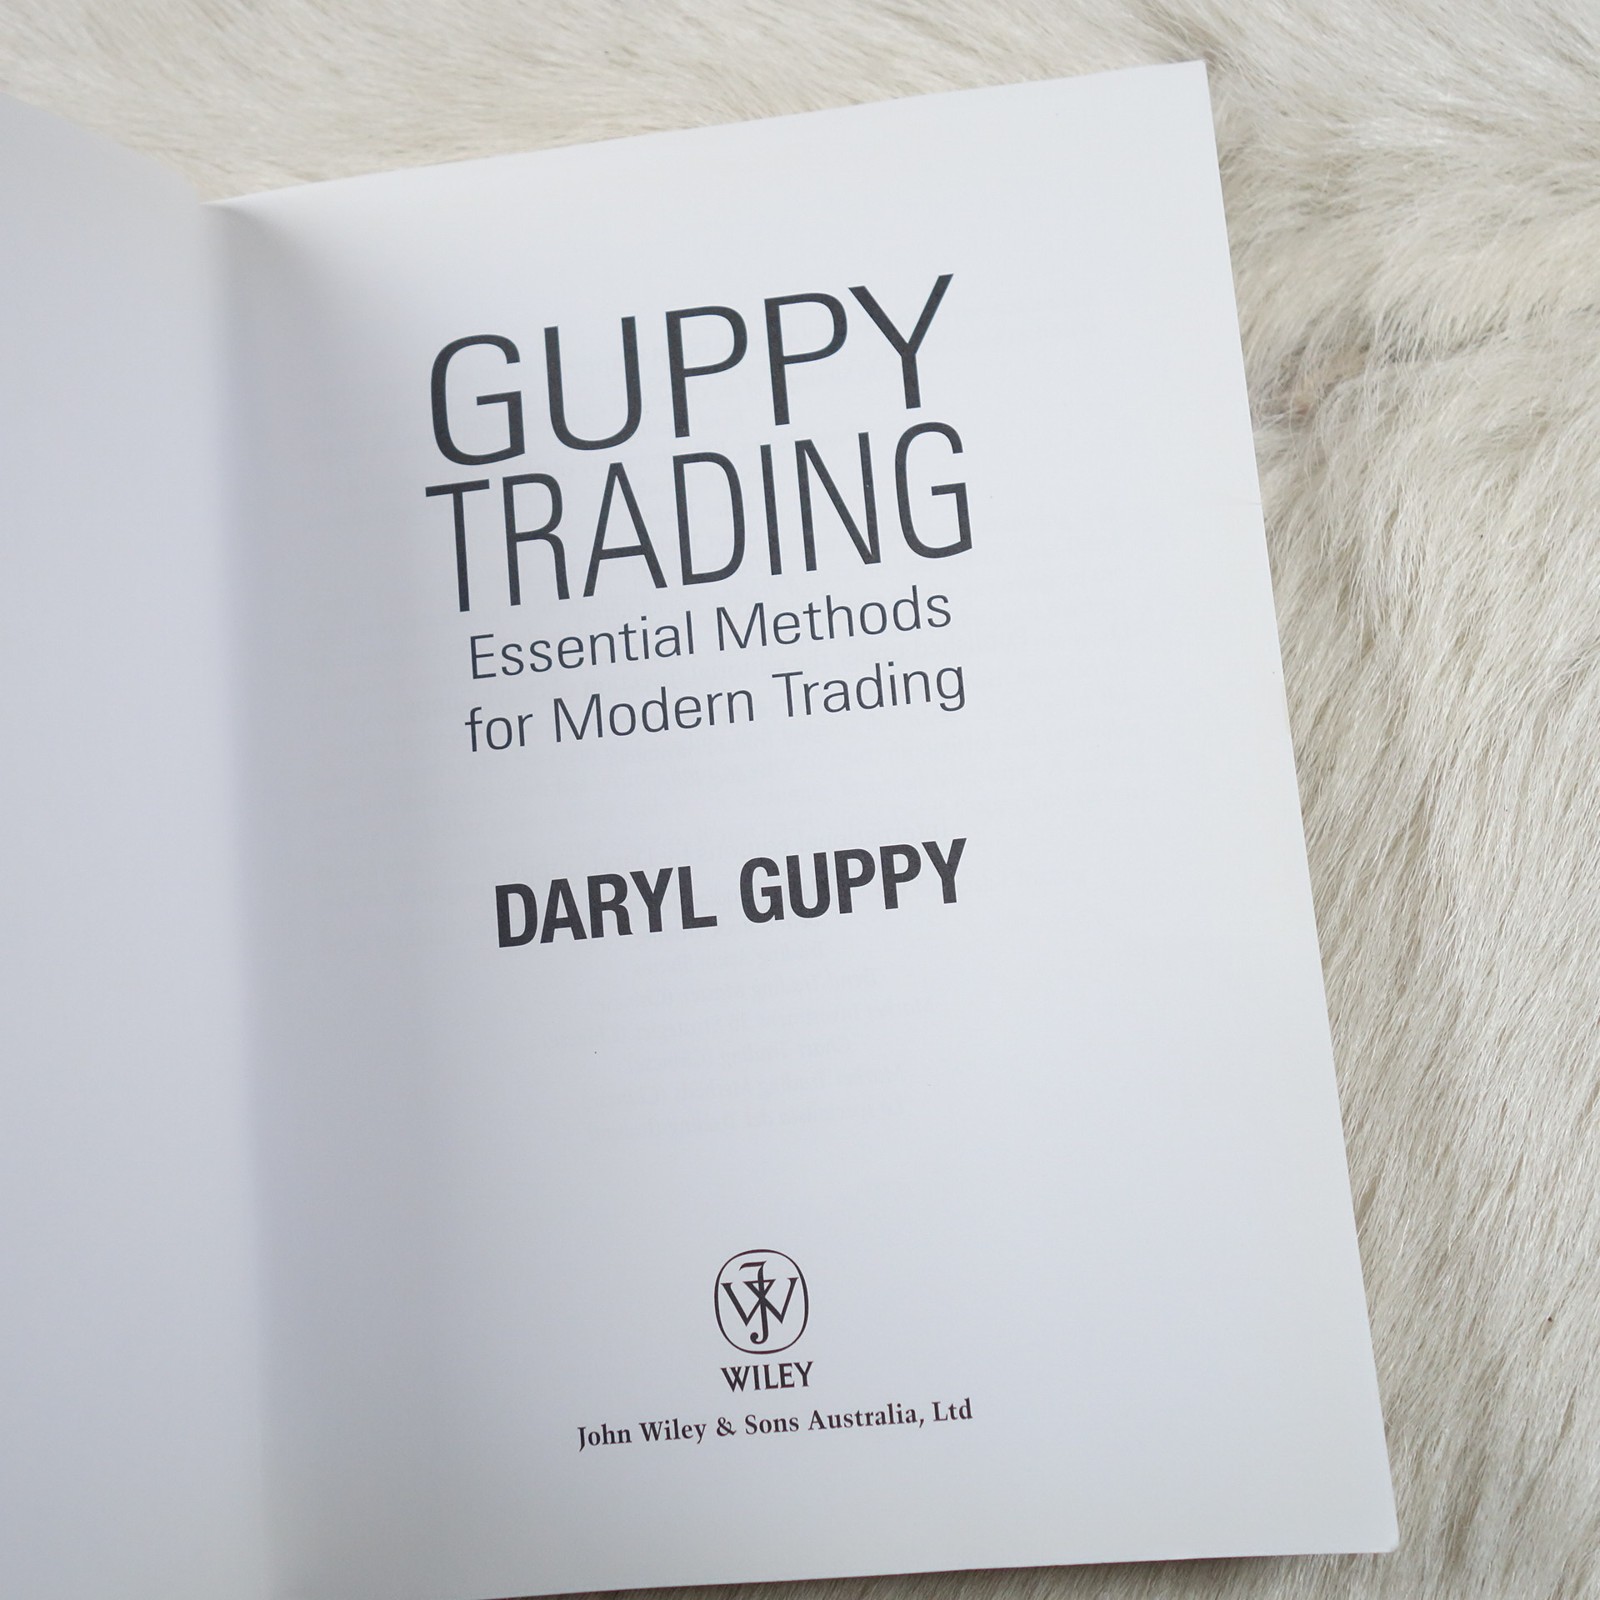 GUPPY
TRADING
Essential Methods
for Modern Trading
DARYL GUPPY
WILEY
John Wiley & Sons Australia, Ltd